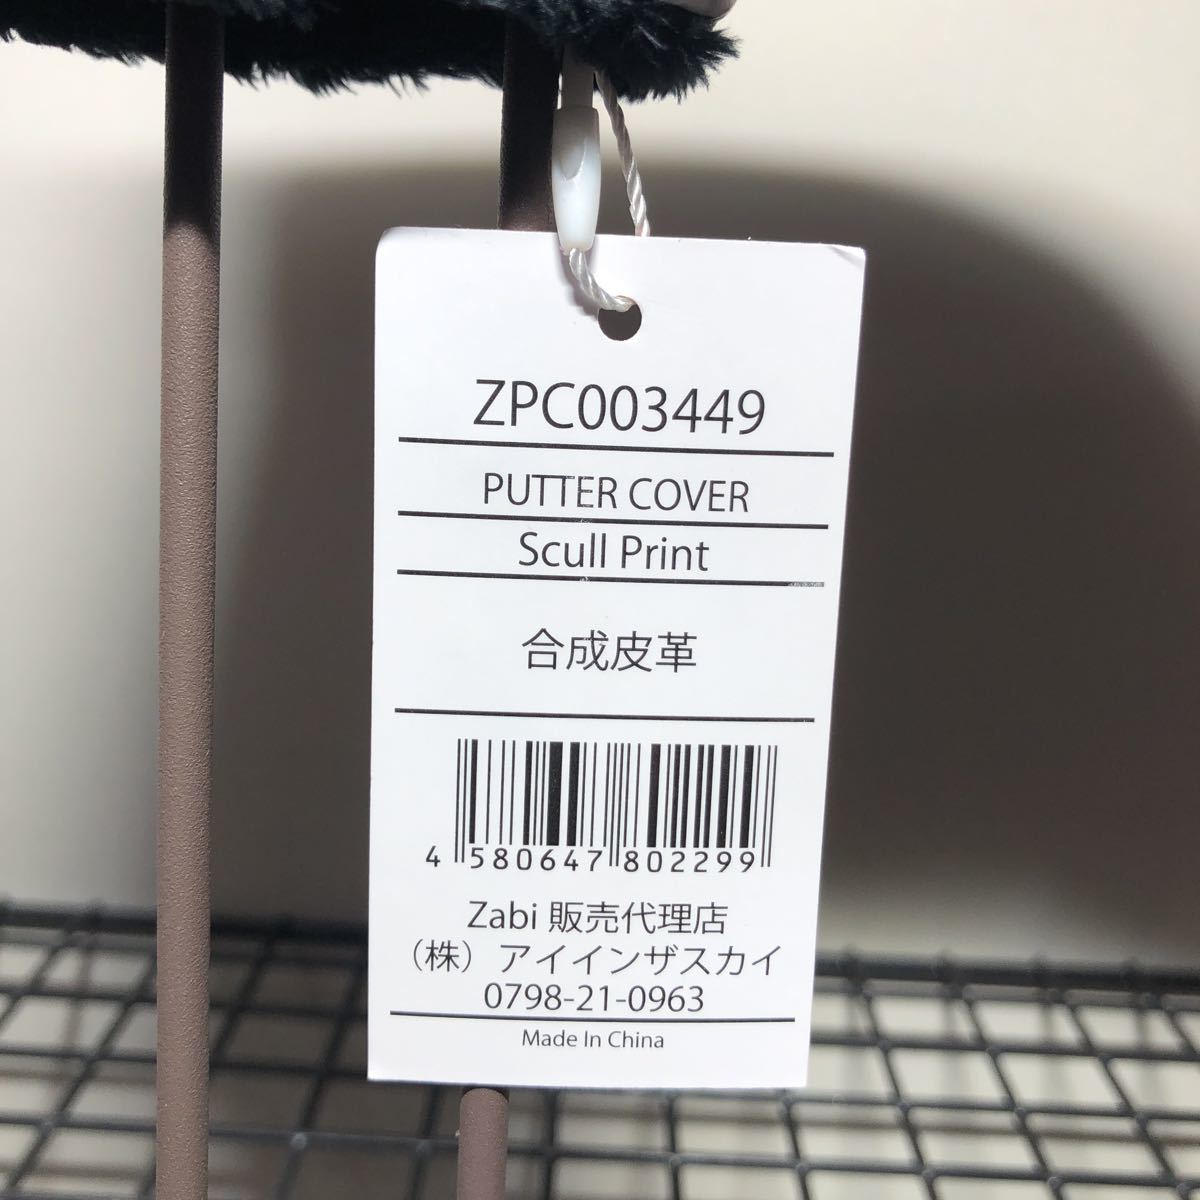 ZPC003449
PUTTER COVER
Scull Print
合成皮革
4 580647 802299
Zabi 販売代理店
（株）アイインザスカイ
0798-21-0963
Made In China